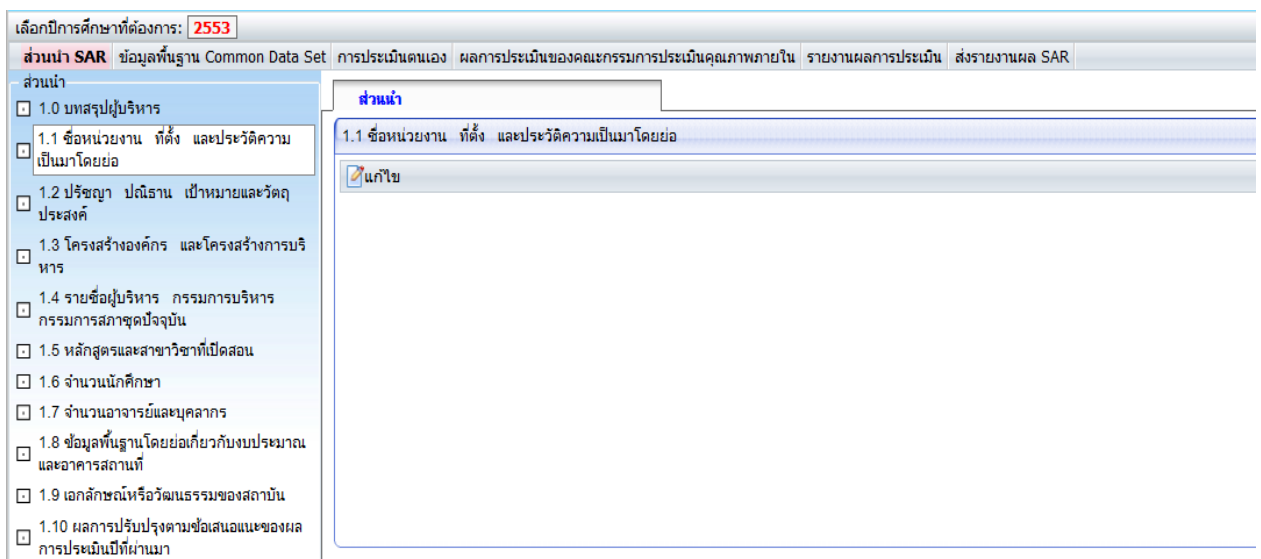 เลือกปีการศึกษาที่ต้องการ: 2553
ส่วนนำ SAR ข้อมูลพื้นฐาน Common Data Set การประเมินตนเอง ผลการประเมินของคณะกรรมการประเมินคุณภาพภายใน รายงานผลการประเมิน ส่งรายงานผล SAR
ส่วนนำ
1.0 บทสรุปผู้บริหาร
1.1 ชื่อหน่วยงาน ที่ตั้ง และประวัติความ
เป็นมาโดยย่อ
1.2 ปรัชญา ปณิธาน เป้าหมายและวัตถุ
ประสงค์
1.3 โครงสร้างองค์กร และโครงสร้างการบริ
หาร
1.4 รายชื่อผู้บริหาร กรรมการบริหาร
กรรมการสภาชุดปัจจุบัน
1.5 หลักสูตรและสาขาวิชาที่เปิดสอน
1.6 จำนวนนักศึกษา
1.7 จำนวนอาจารย์และบุคลากร
1.8 ข้อมูลพื้นฐานโดยย่อเกี่ยวกับงบประมาณ
และอาคารสถานที่
1.9 เอกลักษณ์หรือวัฒนธรรมของสถาบัน
1.10 ผลการปรับปรุงตามข้อเสนอแนะของผล
การประเมินปีที่ผ่านมา
ส่วนนำ
1.1 ชื่อหน่วยงาน ที่ตั้ง และประวัติความเป็นมาโดยย่อ
แก้ไข